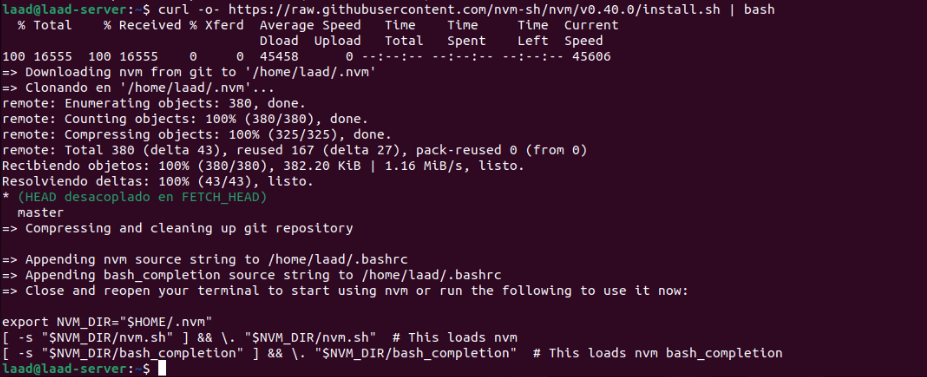 laad@laad-server:~$ curl -o- https://raw.githubusercontent.com/nvm-sh/nvm/v0.40.0/install.sh | bash
  % Total    % Received % Xferd  Average Speed   Time    Time     Time  Current
                                 Dload  Upload   Total   Spent    Left  Speed
100 16555  100 16555    0     0  45458      0 --:--:-- --:--:-- --:--:-- 45606
=> Downloading nvm from git to '/home/laad/.nvm'
=> Clonando en '/home/laad/.nvm'...
remote: Enumerating objects: 380, done.
remote: Counting objects: 100% (380/380), done.
remote: Compressing objects: 100% (325/325), done.
remote: Total 380 (delta 43), reused 167 (delta 27), pack-reused 0 (from 0)
Recibiendo objetos: 100% (380/380), 382.20 KiB | 1.16 MiB/s, listo.
Resolviendo deltas: 100% (43/43), listo.
* (HEAD desacoplado en FETCH_HEAD)
  master
=> Compressing and cleaning up git repository

=> Appending nvm source string to /home/laad/.bashrc
=> Appending bash_completion source string to /home/laad/.bashrc
=> Close and reopen your terminal to start using nvm or run the following to use it now:

export NVM_DIR="$HOME/.nvm"
[ -s "$NVM_DIR/nvm.sh" ] && \. "$NVM_DIR/nvm.sh"  # This loads nvm
[ -s "$NVM_DIR/bash_completion" ] && \. "$NVM_DIR/bash_completion"  # This loads nvm bash_completion
laad@laad-server:~$